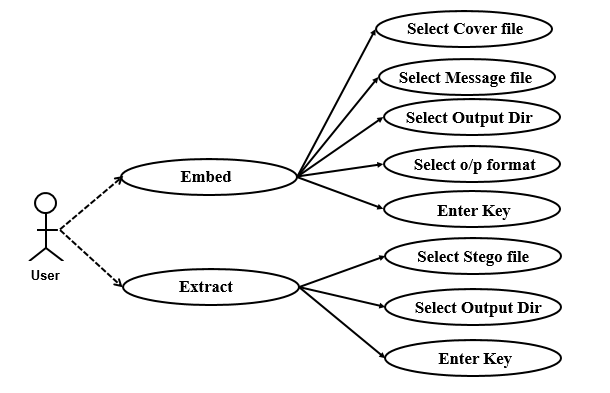 Select Cover file
Select Message file
Select Output Dir
Embed
Select o/p format
Enter Key
User
Select Stego file
Extract
Select Output Dir
Enter Key